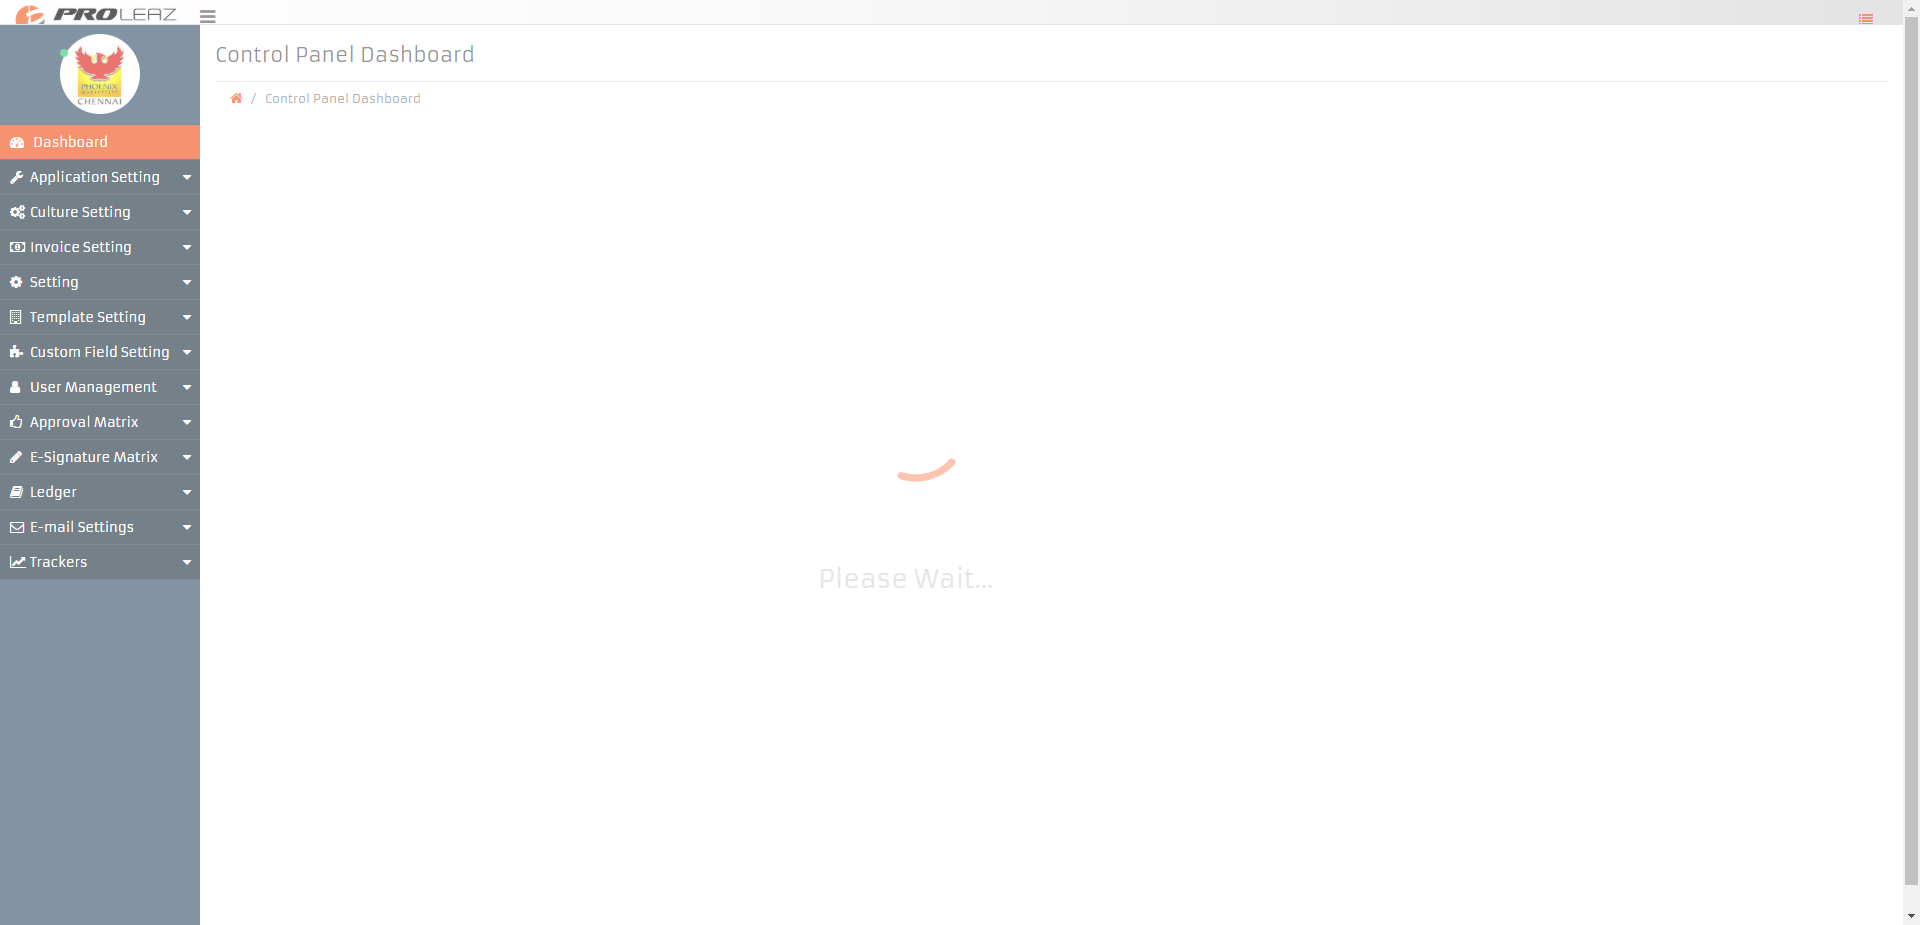 PROLEAZ
Control Panel Dashboard
/ Control Panel Dashboard
PHOENIX
MARKETCITY
CHENNAI
Dashboard
Application Setting
Culture Setting
Invoice Setting
Setting
Template Setting
Custom Field Setting
User Management
Approval Matrix
E-Signature Matrix
Ledger
E-mail Settings
Trackers
Please Wait...